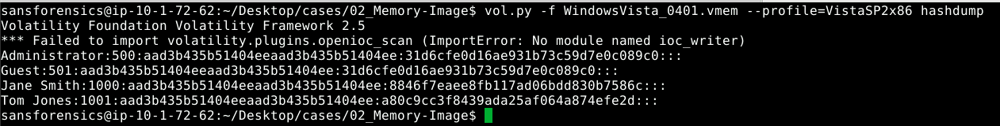 sansforensics@ip-10-1-72-62:~/Desktop/cases/02_Memory-Image$ vol.py -f WindowsVista_0401.vmem --profile=VistaSP2x86 hashdump
Volatility Foundation Volatility Framework 2.5
*** Failed to import volatility.plugins.openioc_scan (ImportError: No module named ioc_writer)
Administrator:500:aad3b435b51404eeaad3b435b51404ee:31d6cfe0d16ae931b73c59d7e0c089c0:::
Guest:501:aad3b435b51404eeaad3b435b51404ee:31d6cfe0d16ae931b73c59d7e0c089c0:::
Jane Smith:1000:aad3b435b51404eeaad3b435b51404ee:8846f7eaee8fb117ad06bdd830b7586c:::
Tom Jones:1001:aad3b435b51404eeaad3b435b51404ee:a80c9cc3f8439ada25af064a874efe2d:::
sansforensics@ip-10-1-72-62:~/Desktop/cases/02_Memory-Image$